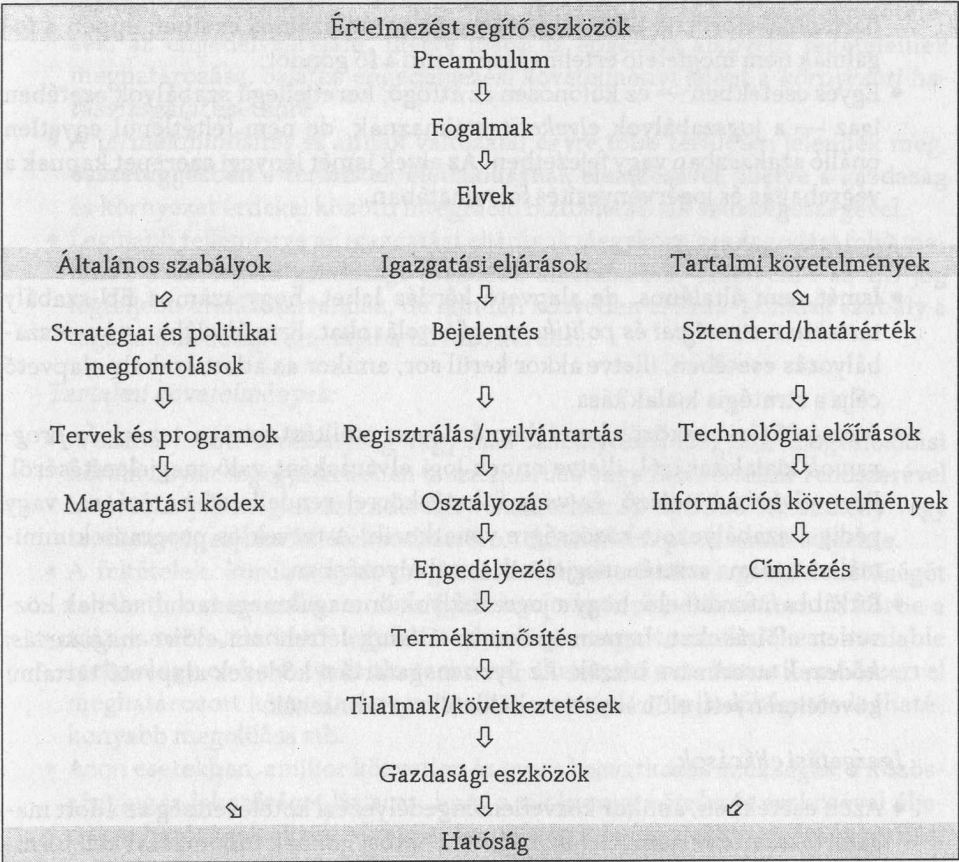 Értelmezést segítő eszközök
Preambulum
⇩
Fogalmak
⇩
Elvek
Általános szabályok Igazgatási eljárások Tartalmi követelmények
Stratégiai és politikai megfontolások
⇩
Tervek és programok
⇩
Magatartási kódex
⇩
Bejelentés
⇩
Regisztrálás/nyilvántartás
⇩
Osztályozás
⇩
Engedélyezés
⇩
Termékminősítés
⇩
Tilalmak/következtetések
⇩
Gazdasági eszközök
Sztenderd/határérték
⇩
Technológiai előírások
⇩
Információs követelmények
⇩
Címkézés
⇩
Hatóság